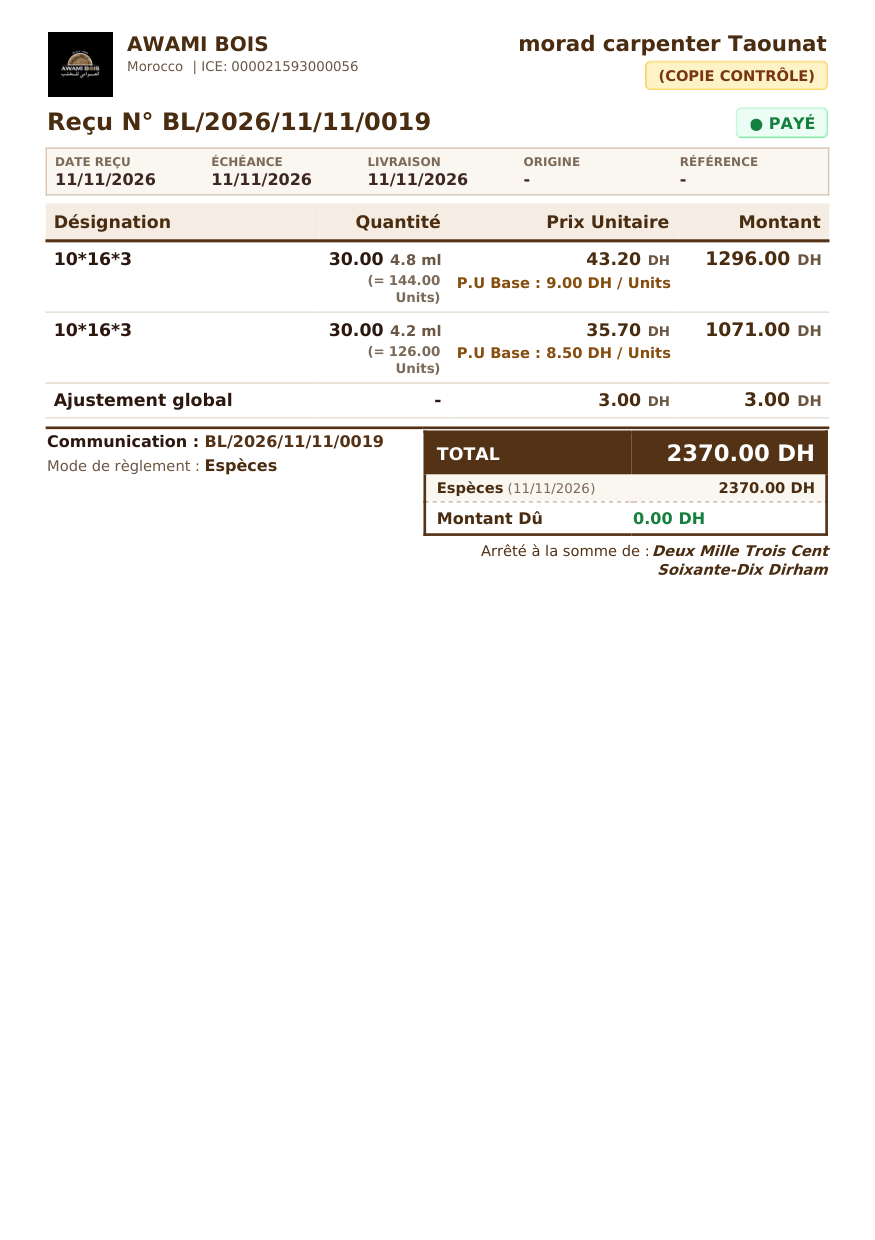 AWAMI BOIS
Morocco | ICE: 000021593000056
morad carpenter Taounat
(COPIE CONTRÔLE)
AWAMI BOIS
Reçu N° BL/2026/11/11/0019
● PAYÉ
DATE REÇU ÉCHÉANCE LIVRAISON ORIGINE RÉFÉRENCE
11/11/2026 11/11/2026 11/11/2026 - -
Désignation Quantité Prix Unitaire Montant
10*16*3 30.00 4.8 ml 43.20 DH 1296.00 DH
(= 144.00 P.U Base : 9.00 DH / Units
Units)
10*16*3 30.00 4.2 ml 35.70 DH 1071.00 DH
(= 126.00 P.U Base : 8.50 DH / Units
Units)
Ajustement global - 3.00 DH 3.00 DH
Communication : BL/2026/11/11/0019
Mode de règlement : Espèces
TOTAL 2370.00 DH
Espèces (11/11/2026) 2370.00 DH
Montant Dû 0.00 DH
Arrêté à la somme de : Deux Mille Trois Cent
Soixante-Dix Dirham